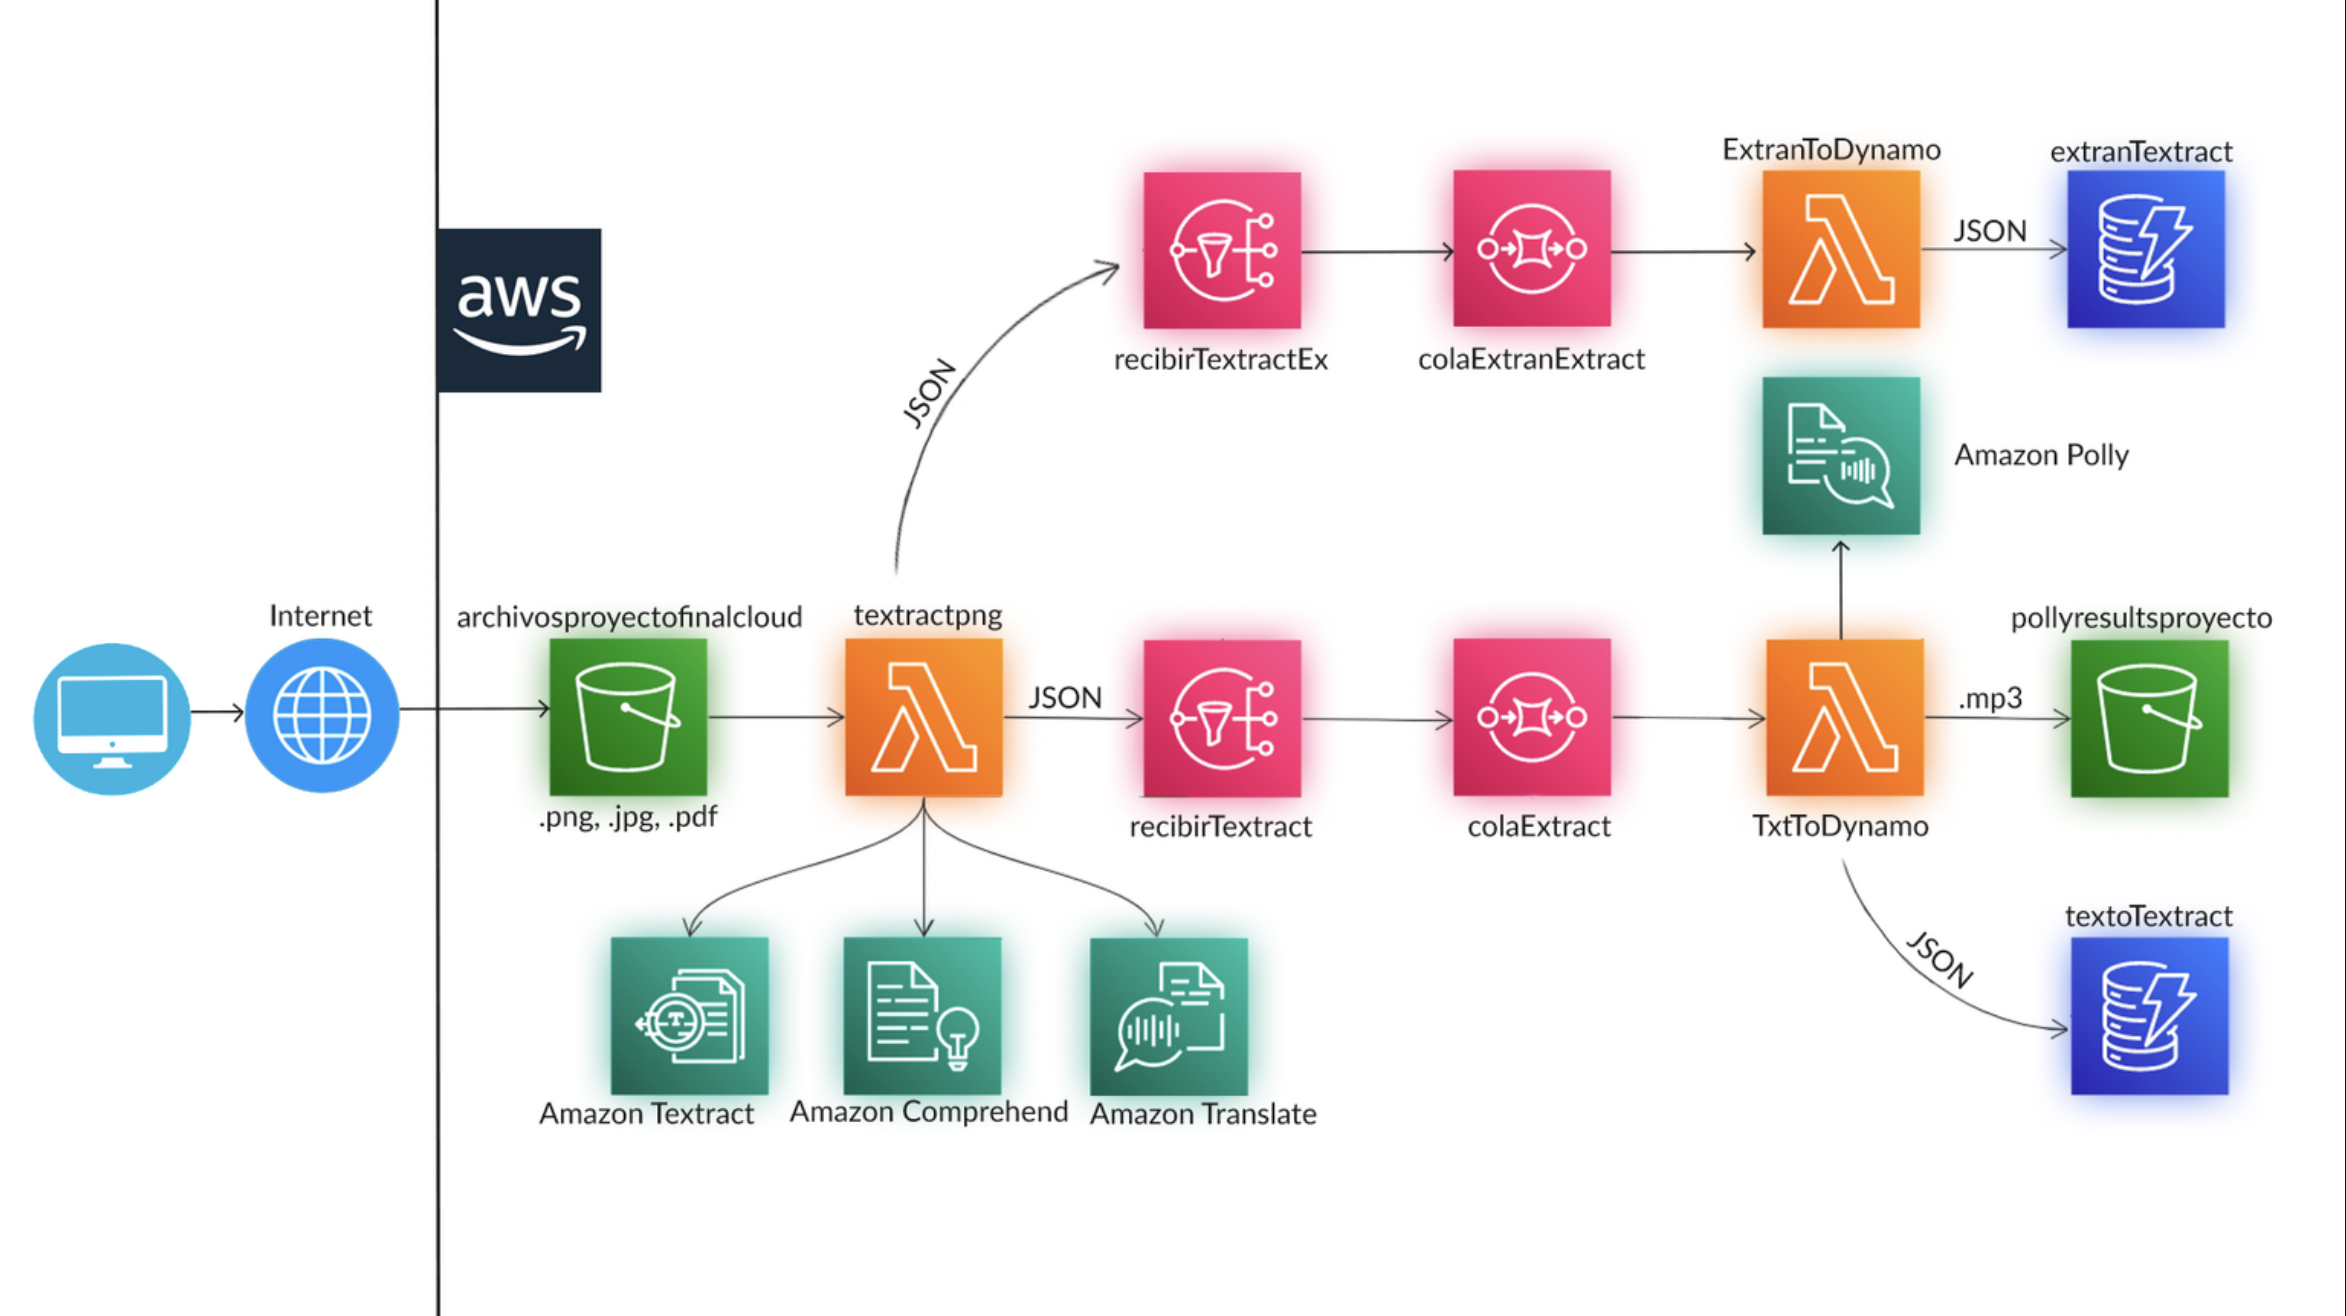 ExtranToDynamo
extranTextract
aws
JSON
recibirTextractEx
colaExtranExtract
JSON
Amazon Polly
Internet
archivosproyectofinalcloud
textractpng
pollyresultsproyecto
JSON
.mp3
.png, .jpg, .pdf
recibirTextract
colaExtract
TxtToDynamo
textoTextract
JSON
T
Amazon Textract
Amazon Comprehend
Amazon Translate